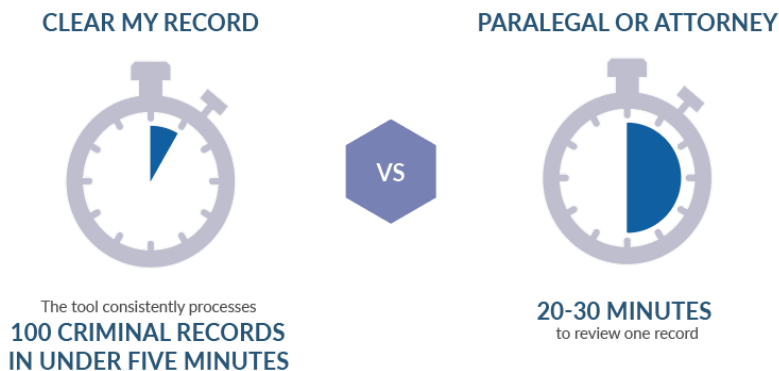 CLEAR MY RECORD
The tool consistently processes
100 CRIMINAL RECORDS
IN UNDER FIVE MINUTES
VS
PARALEGAL OR ATTORNEY
20-30 MINUTES
to review one record